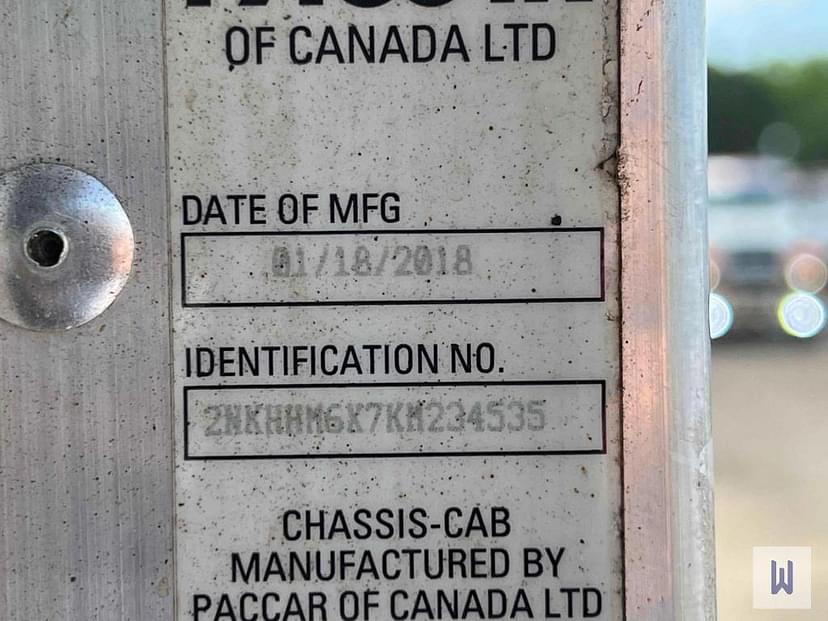 PACCAR
OF CANADA LTD
DATE OF MFG
01/18/2018
IDENTIFICATION NO.
2NKHHM6X7KM234535
CHASSIS-CAB
MANUFACTURED BY
PACCAR OF CANADA LTD
W